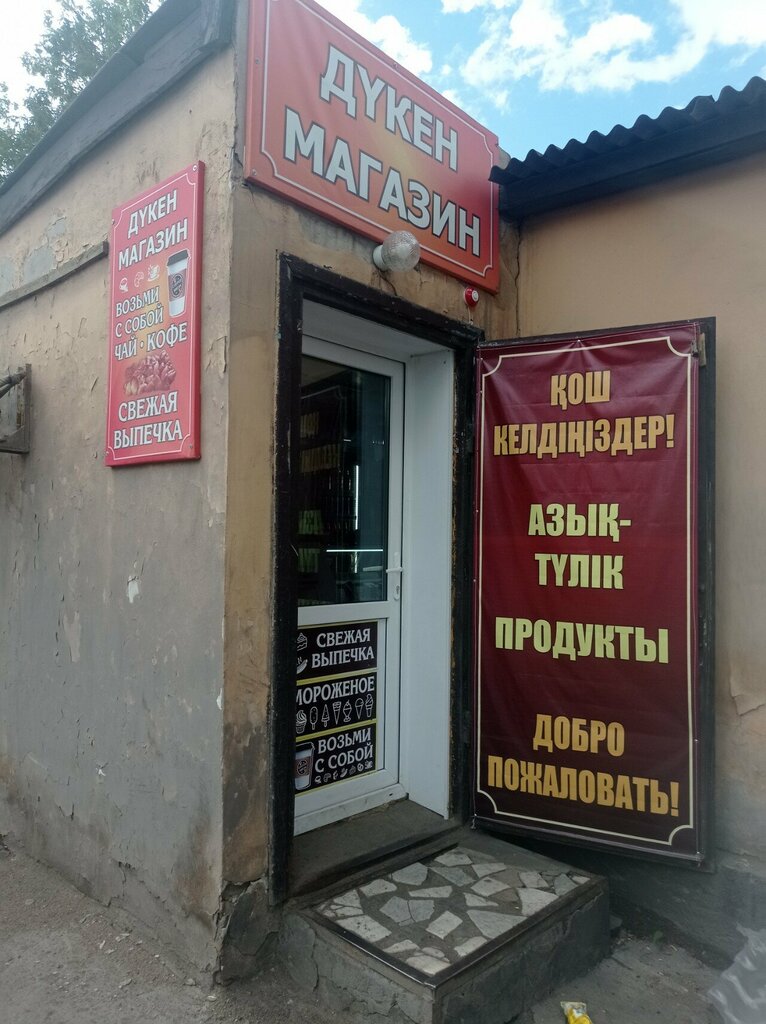 ДҮКЕН
МАГАЗИН
ДҮКЕН
МАГАЗИН
ВОЗЬМИ
С СОБОЙ
ЧАЙ · КОФЕ
СВЕЖАЯ
ВЫПЕЧКА
ҚОШ
КЕЛДІҢІЗДЕР!
АЗЫҚ-
ТҮЛІК
ПРОДУКТЫ
ДОБРО
ПОЖАЛОВАТЬ!
СВЕЖАЯ
ВЫПЕЧКА
МОРОЖЕНОЕ
ВОЗЬМИ
С СОБОЙ